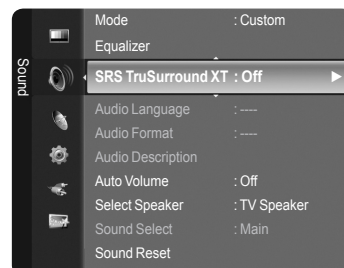 Sound
Mode : Custom
Equalizer
SRS TruSurround XT : Off
Audio Language : ----
Audio Format : ----
Audio Description
Auto Volume : Off
Select Speaker : TV Speaker
Sound Select : Main
Sound Reset